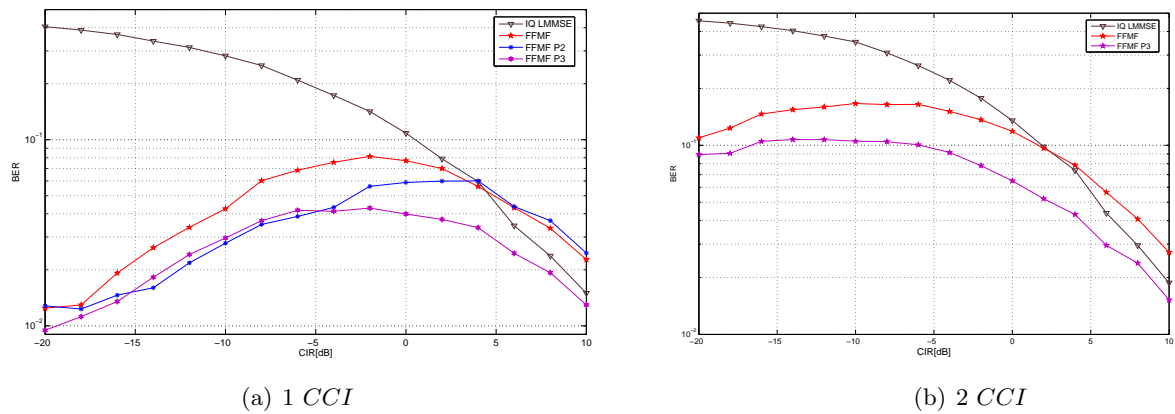 10⁻¹
10⁻²
BER
−20 −15 −10 −5 0 5 10
CIR[dB]
IQ LMMSE
FFMF
FFMF P2
FFMF P3
(a) 1 CCI
10⁻¹
10⁻²
BER
−20 −15 −10 −5 0 5 10
CIR[dB]
IQ LMMSE
FFMF
FFMF P3
(b) 2 CCI